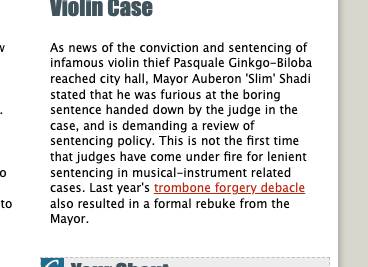 Violin Case
As news of the conviction and sentencing of
infamous violin thief Pasquale Ginkgo-Biloba
reached city hall, Mayor Auberon 'Slim' Shadi
stated that he was furious at the boring
sentence handed down by the judge in the
case, and is demanding a review of
sentencing policy. This is not the first time
that judges have come under fire for lenient
sentencing in musical-instrument related
cases. Last year's trombone forgery debacle
also resulted in a formal rebuke from the
Mayor.